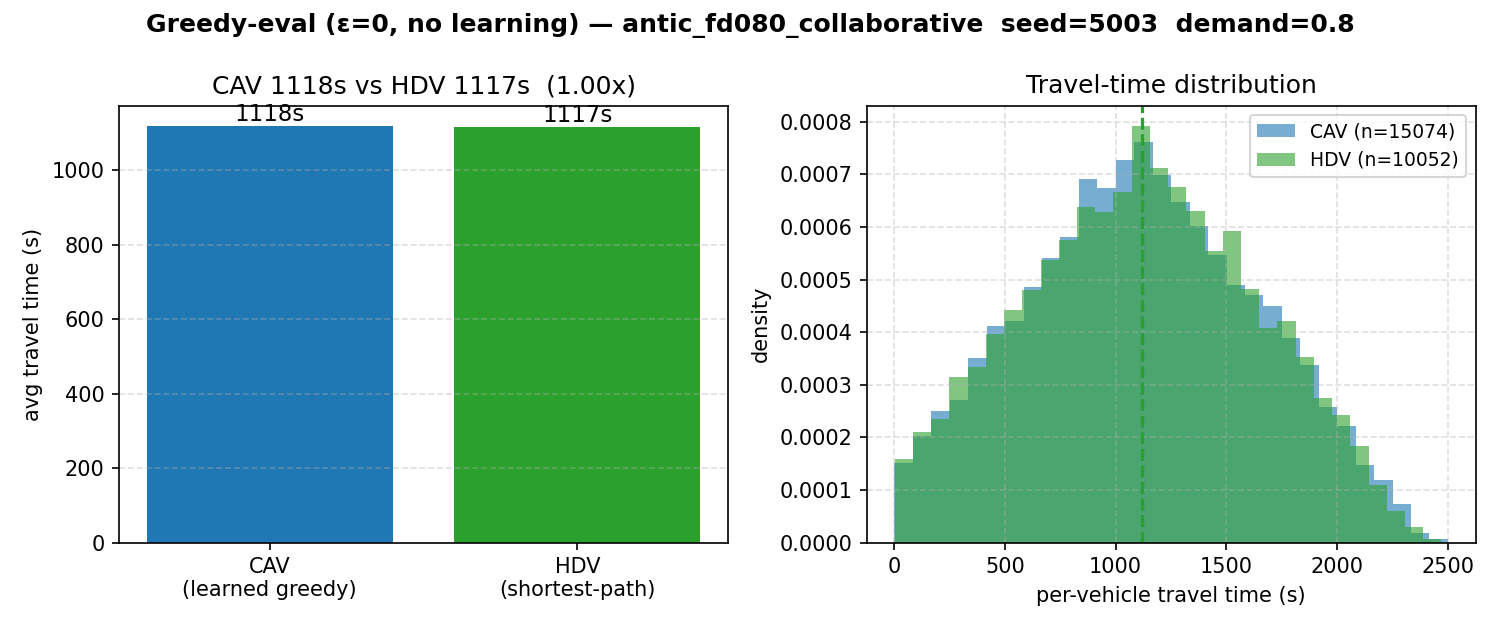 Greedy-eval (ε=0, no learning) — antic_fd080_collaborative  seed=5003  demand=0.8
CAV 1118s vs HDV 1117s  (1.00x)
1118s
1117s
avg travel time (s)
1000
800
600
400
200
0
CAV
(learned greedy)
HDV
(shortest-path)
Travel-time distribution
CAV (n=15074)
HDV (n=10052)
density
0.0008
0.0007
0.0006
0.0005
0.0004
0.0003
0.0002
0.0001
0.0000
0
500
1000
1500
2000
2500
per-vehicle travel time (s)